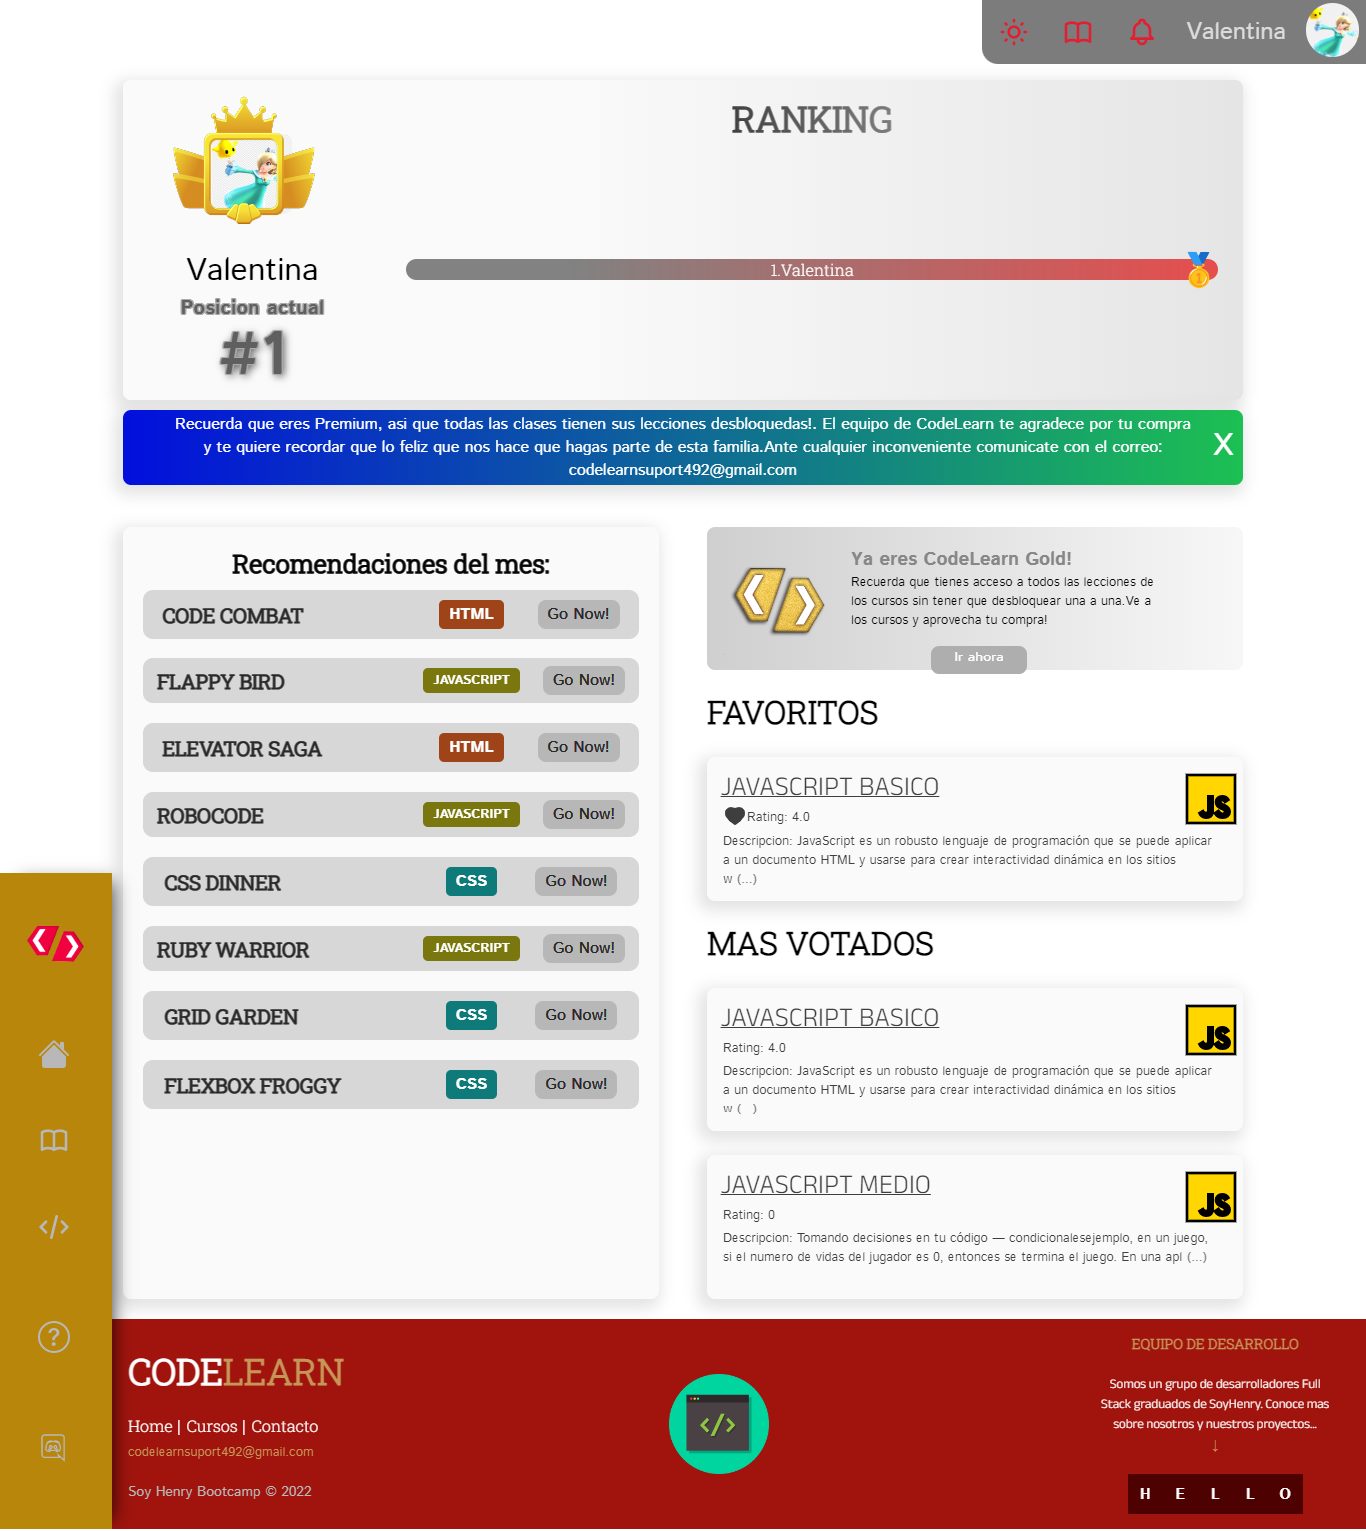 Valentina
RANKING
Valentina
Posicion actual
#1
1.Valentina
Recuerda que eres Premium, asi que todas las clases tienen sus lecciones desbloquedas!. El equipo de CodeLearn te agradece por tu compra
y te quiere recordar que lo feliz que nos hace que hagas parte de esta familia.Ante cualquier inconveniente comunicate con el correo:
codelearnsuport492@gmail.com
X
Recomendaciones del mes:
CODE COMBAT HTML Go Now!
FLAPPY BIRD JAVASCRIPT Go Now!
ELEVATOR SAGA HTML Go Now!
ROBOCODE JAVASCRIPT Go Now!
CSS DINNER CSS Go Now!
RUBY WARRIOR JAVASCRIPT Go Now!
GRID GARDEN CSS Go Now!
FLEXBOX FROGGY CSS Go Now!
Ya eres CodeLearn Gold!
Recuerda que tienes acceso a todos las lecciones de
los cursos sin tener que desbloquear una a una.Ve a
los cursos y aprovecha tu compra!
Ir ahora
FAVORITOS
JAVASCRIPT BASICO
JS
Rating: 4.0
Descripcion: JavaScript es un robusto lenguaje de programación que se puede aplicar
a un documento HTML y usarse para crear interactividad dinámica en los sitios
w (...)
MAS VOTADOS
JAVASCRIPT BASICO
JS
Rating: 4.0
Descripcion: JavaScript es un robusto lenguaje de programación que se puede aplicar
a un documento HTML y usarse para crear interactividad dinámica en los sitios
w ( )
JAVASCRIPT MEDIO
JS
Rating: 0
Descripcion: Tomando decisiones en tu código — condicionalesejemplo, en un juego,
si el numero de vidas del jugador es 0, entonces se termina el juego. En una apl (...)
CODELEARN
Home | Cursos | Contacto
codelearnsuport492@gmail.com
Soy Henry Bootcamp © 2022
</>
EQUIPO DE DESARROLLO
Somos un grupo de desarrolladores Full
Stack graduados de SoyHenry. Conoce mas
sobre nosotros y nuestros proyectos...
↓
H E L L O